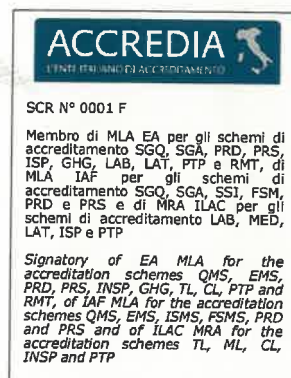 ACCREDIA
L'ENTE ITALIANO DI ACCREDITAMENTO
SCR N° 0001 F
Membro di MLA EA per gli schemi di
accreditamento SGQ, SGA, PRD, PRS,
ISP, GHG, LAB, LAT, PTP e RMT, di
MLA IAF per gli schemi di
accreditamento SGQ, SGA, SSI, FSM,
PRD e PRS e di MRA ILAC per gli
schemi di accreditamento LAB, MED,
LAT, ISP e PTP
Signatory of EA MLA for the
accreditation schemes QMS, EMS,
PRD, PRS, INSP, GHG, TL, CL, PTP and
RMT, of IAF MLA for the accreditation
schemes QMS, EMS, ISMS, FSMS, PRD
and PRS and of ILAC MRA for the
accreditation schemes TL, ML, CL,
INSP and PTP